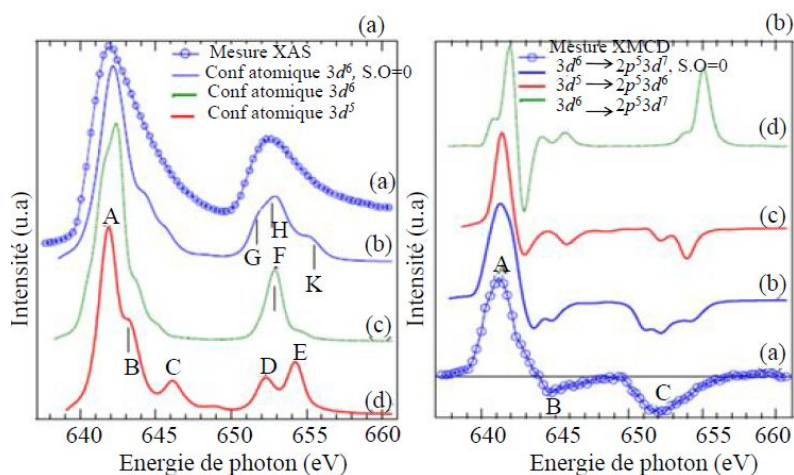 (a)
Mesure XAS
Conf atomique 3d⁶, S.O=0
Conf atomique 3d⁶
Conf atomique 3d⁵
(a)
A
H
G
F
K
(b)
(c)
B
C
D
E
(d)
Intensité (u.a)
640 645 650 655 660
Energie de photon (eV)
(b)
Mesure XMCD
3d⁶ → 2p⁵3d⁷, S.O=0
3d⁵ → 2p⁵3d⁶
3d⁶ → 2p⁵3d⁷
(d)
(c)
(b)
A
(a)
B
C
Intensité (u.a)
640 645 650 655 660
Energie de photon (eV)